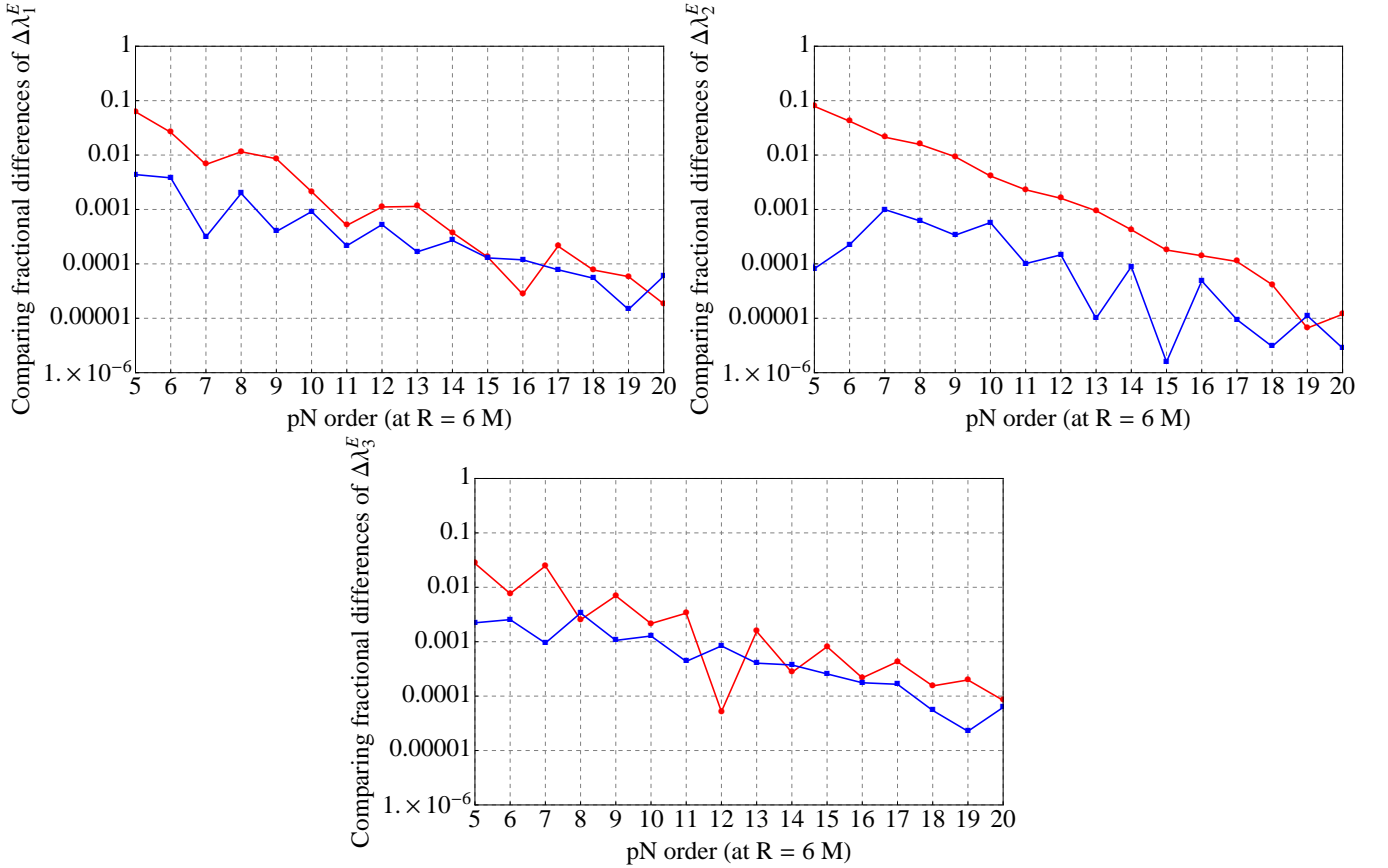 Comparing fractional differences of Δλ₁ᴱ
1
0.1
0.01
0.001
0.0001
0.00001
1. × 10⁻⁶
5 6 7 8 9 10 11 12 13 14 15 16 17 18 19 20
pN order (at R = 6 M)
Comparing fractional differences of Δλ₂ᴱ
1
0.1
0.01
0.001
0.0001
0.00001
1. × 10⁻⁶
5 6 7 8 9 10 11 12 13 14 15 16 17 18 19 20
pN order (at R = 6 M)
Comparing fractional differences of Δλ₃ᴱ
1
0.1
0.01
0.001
0.0001
0.00001
1. × 10⁻⁶
5 6 7 8 9 10 11 12 13 14 15 16 17 18 19 20
pN order (at R = 6 M)